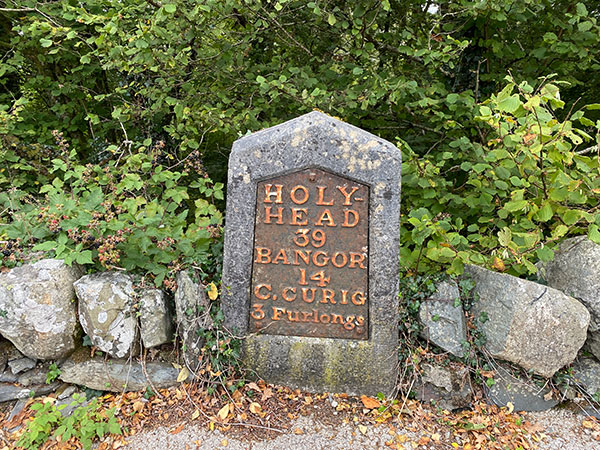 HOLY-
HEAD
39
BANGOR
14
C. CURIG
3 Furlongs